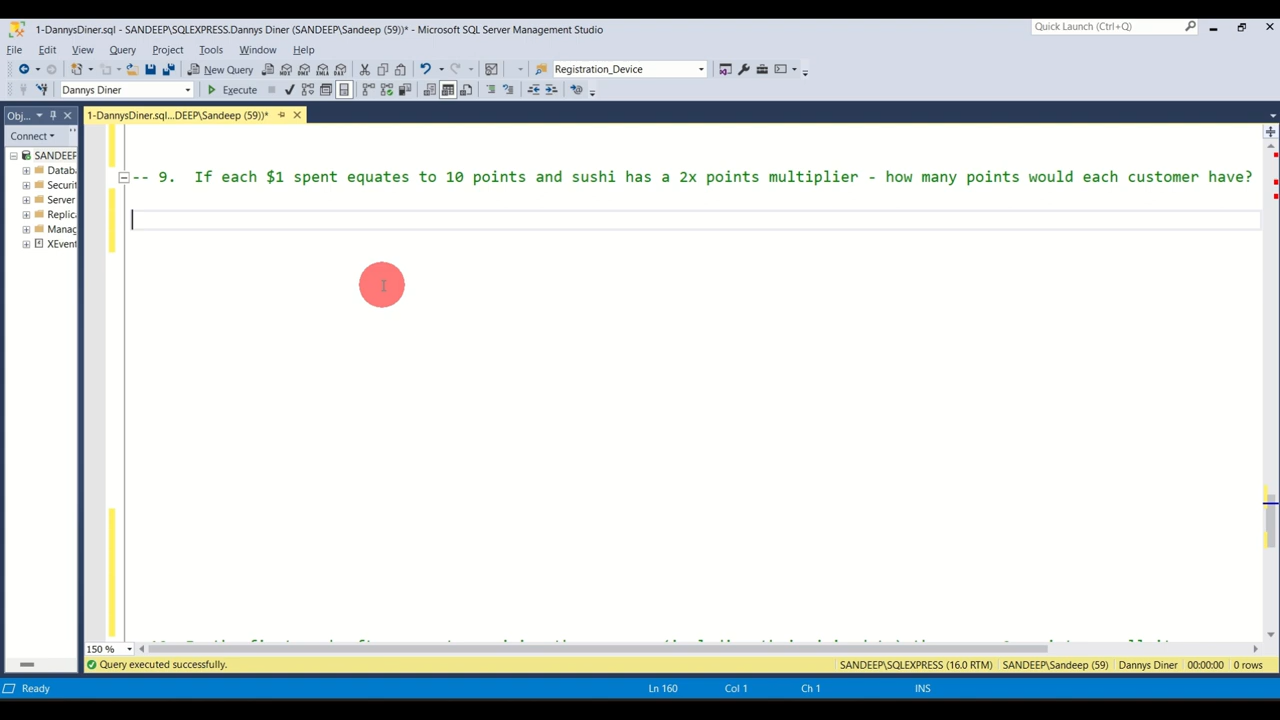 1-DannysDiner.sql - SANDEEP\SQLEXPRESS.Dannys Diner (SANDEEP\Sandeep (59))* - Microsoft SQL Server Management Studio
Quick Launch (Ctrl+Q)
File Edit View Query Project Tools Window Help
New Query MDX DMX XMLA DAX Registration_Device
Dannys Diner Execute
Obj... 1-DannysDiner.sql...DEEP\Sandeep (59))*
Connect
SANDEEP
Datab
Securit
Server
Replic
Manag
XEvent
-- 9. If each $1 spent equates to 10 points and sushi has a 2x points multiplier - how many points would each customer have?
150 %
Query executed successfully. SANDEEP\SQLEXPRESS (16.0 RTM) SANDEEP\Sandeep (59) Dannys Diner 00:00:00 0 rows
Ready Ln 160 Col 1 Ch 1 INS